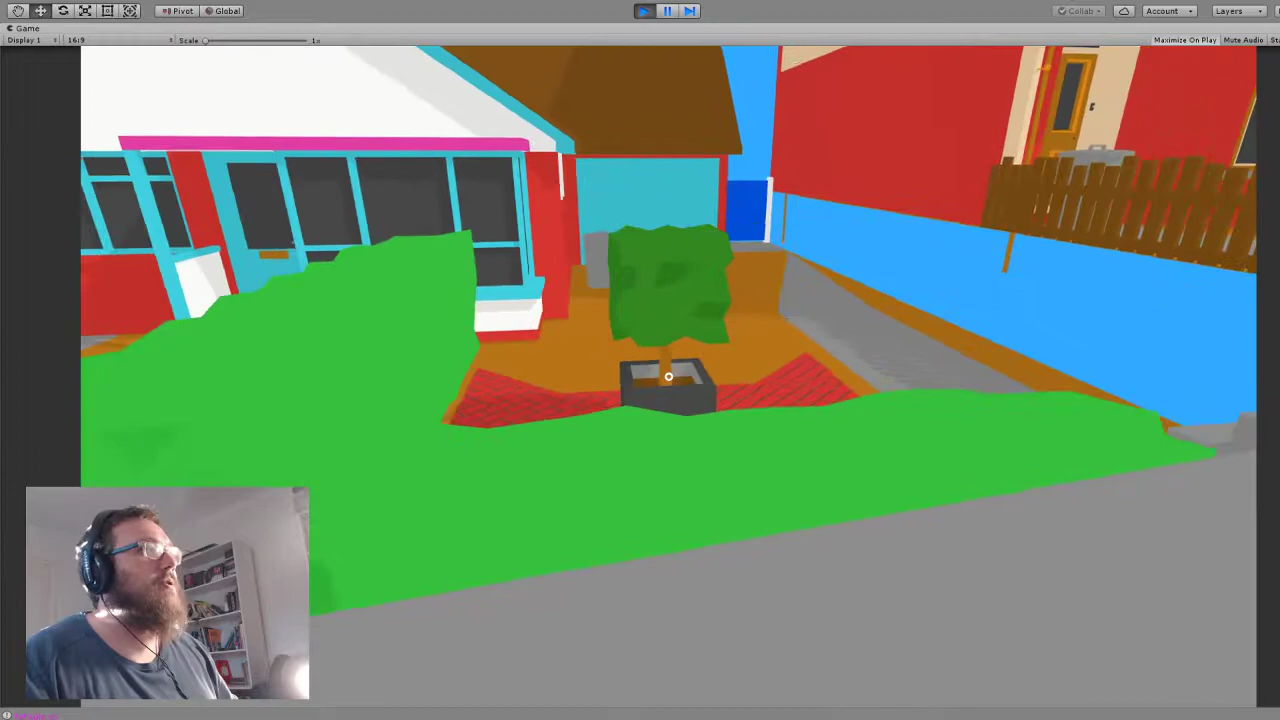 Pivot Global Collab Account Layers
Game
Display 1 16:9 Scale 1x Maximize On Play Mute Audio